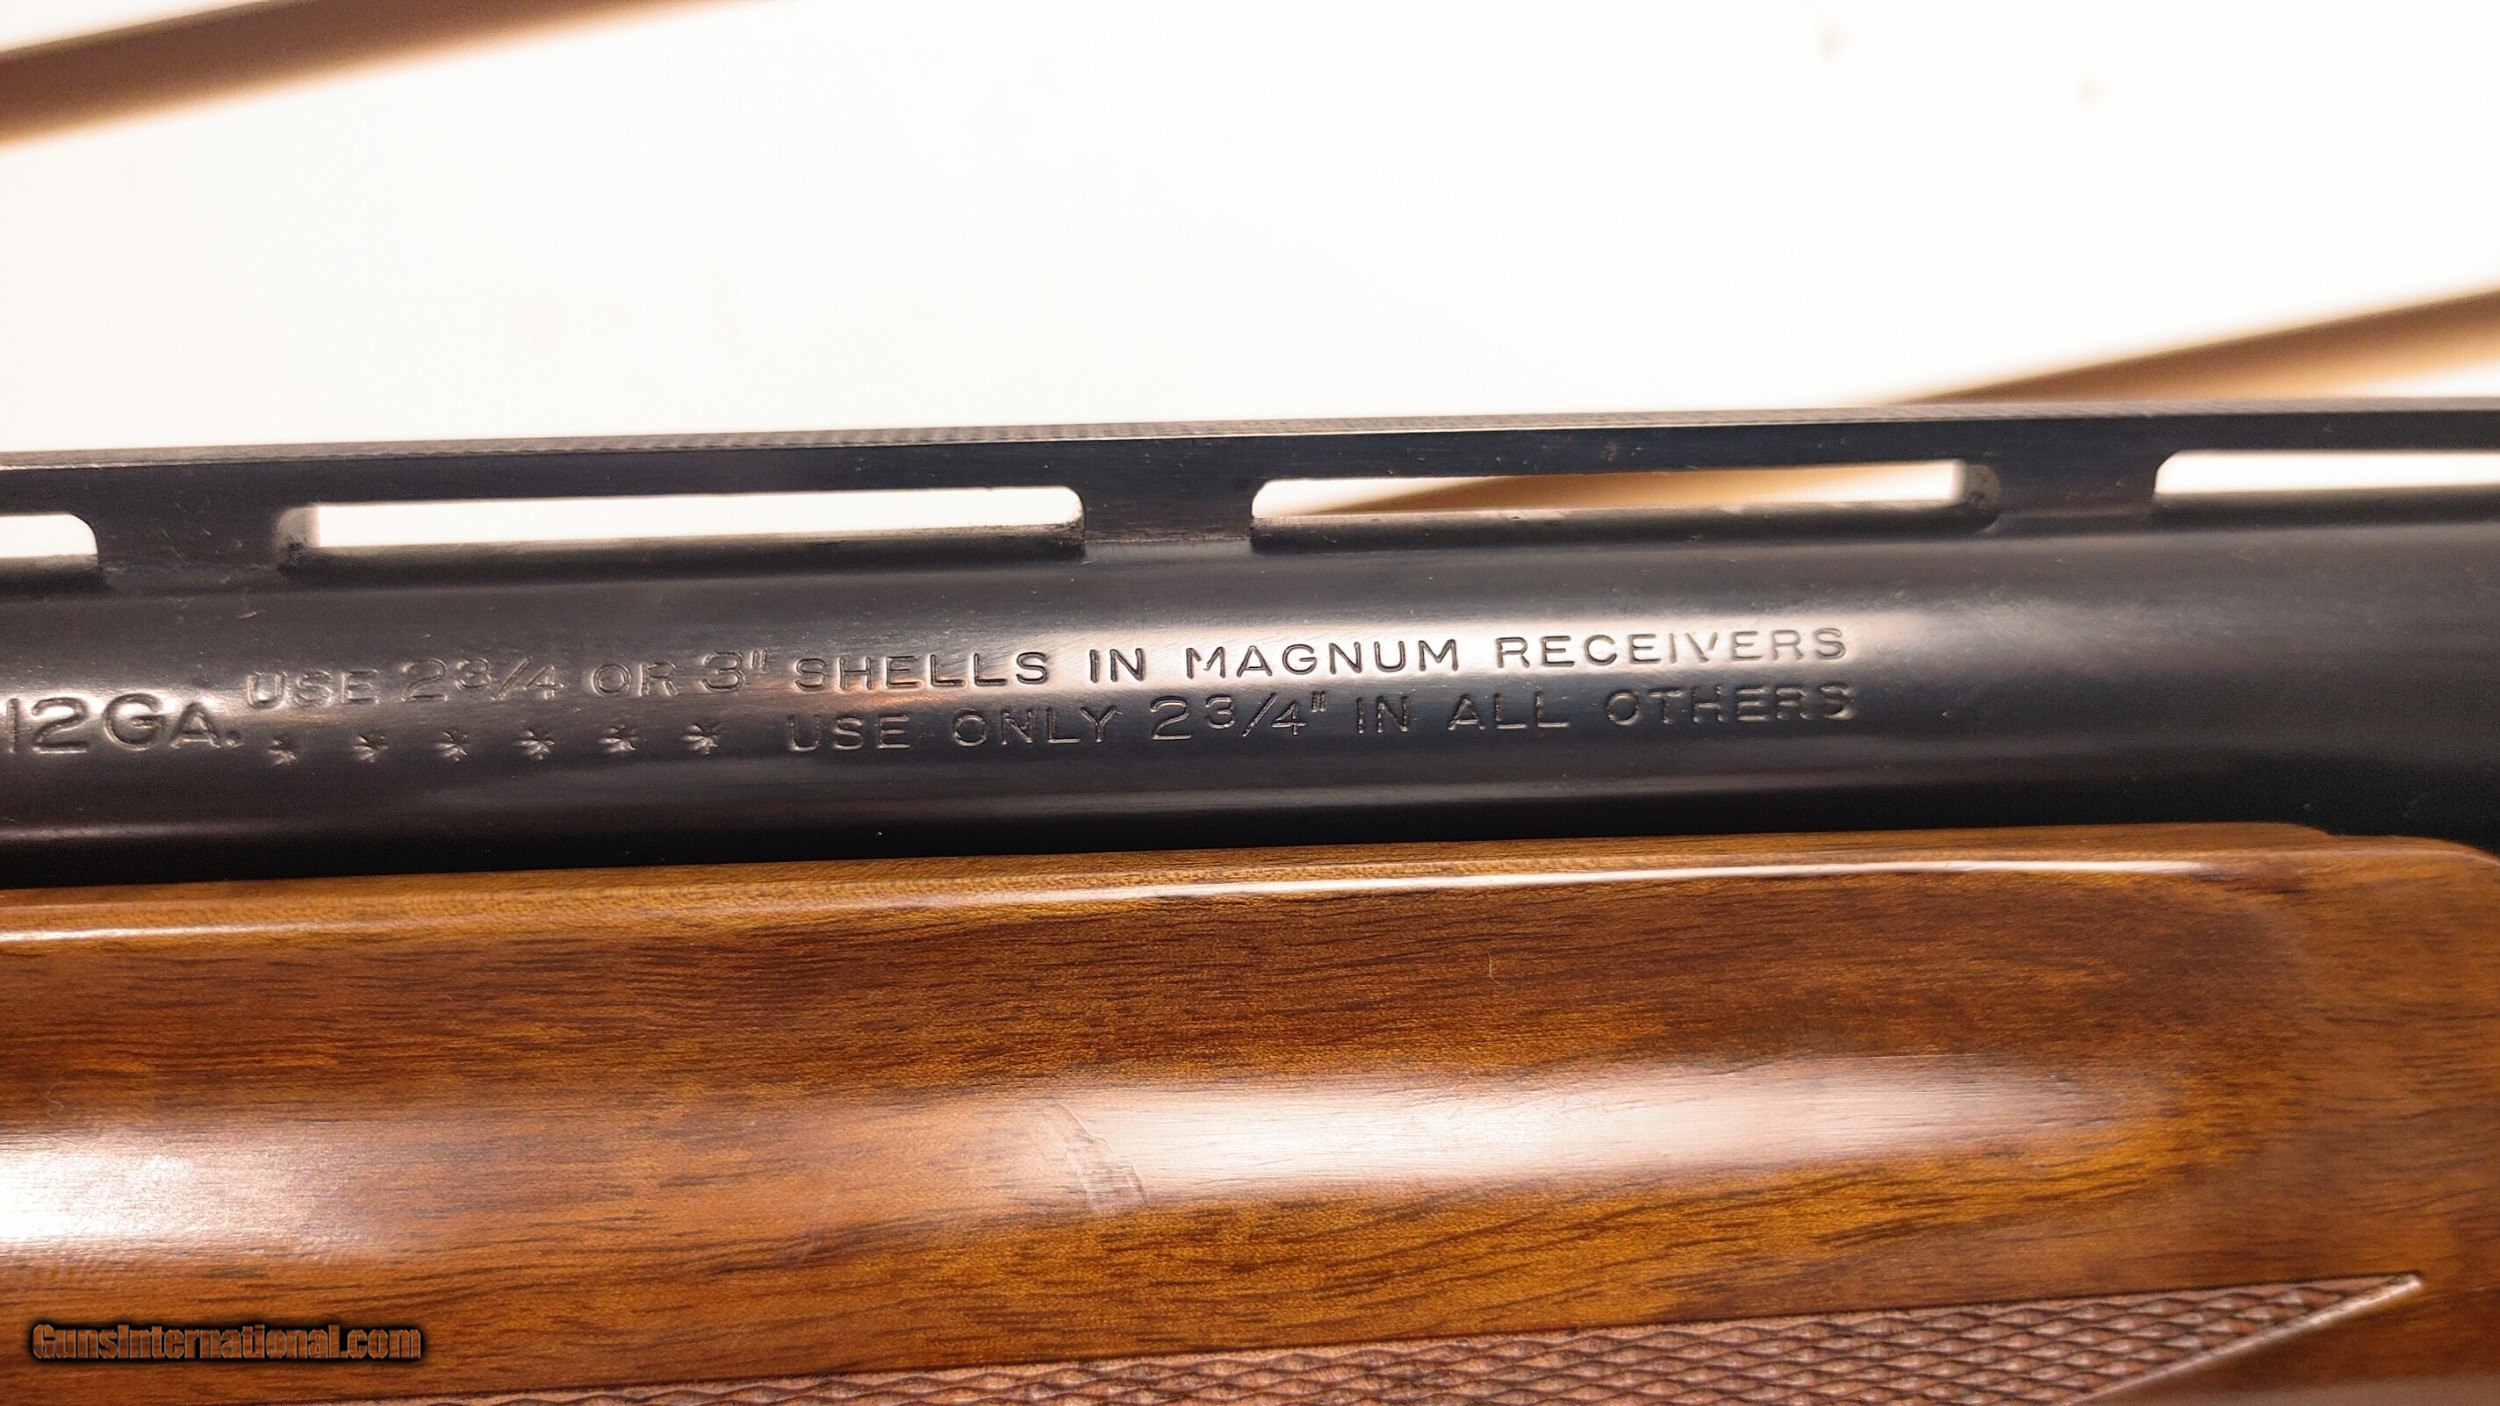 12GA. USE 2 3/4 OR 3" SHELLS IN MAGNUM RECEIVERS
* * * * * * USE ONLY 2 3/4" IN ALL OTHERS
GunsInternational.com